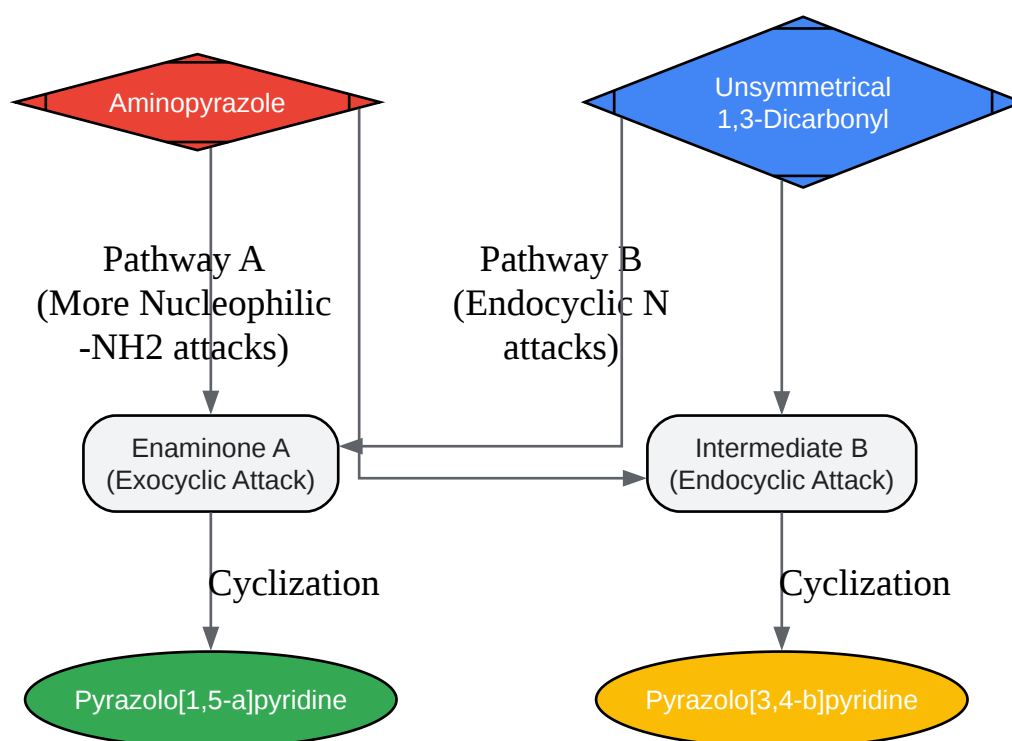 Aminopyrazole
Unsymmetrical
1,3-Dicarbonyl
Pathway A
(More Nucleophilic
-NH2 attacks)
Pathway B
(Endocyclic N
attacks)
Enaminone A
(Exocyclic Attack)
Intermediate B
(Endocyclic Attack)
Cyclization
Cyclization
Pyrazolo[1,5-a]pyridine
Pyrazolo[3,4-b]pyridine